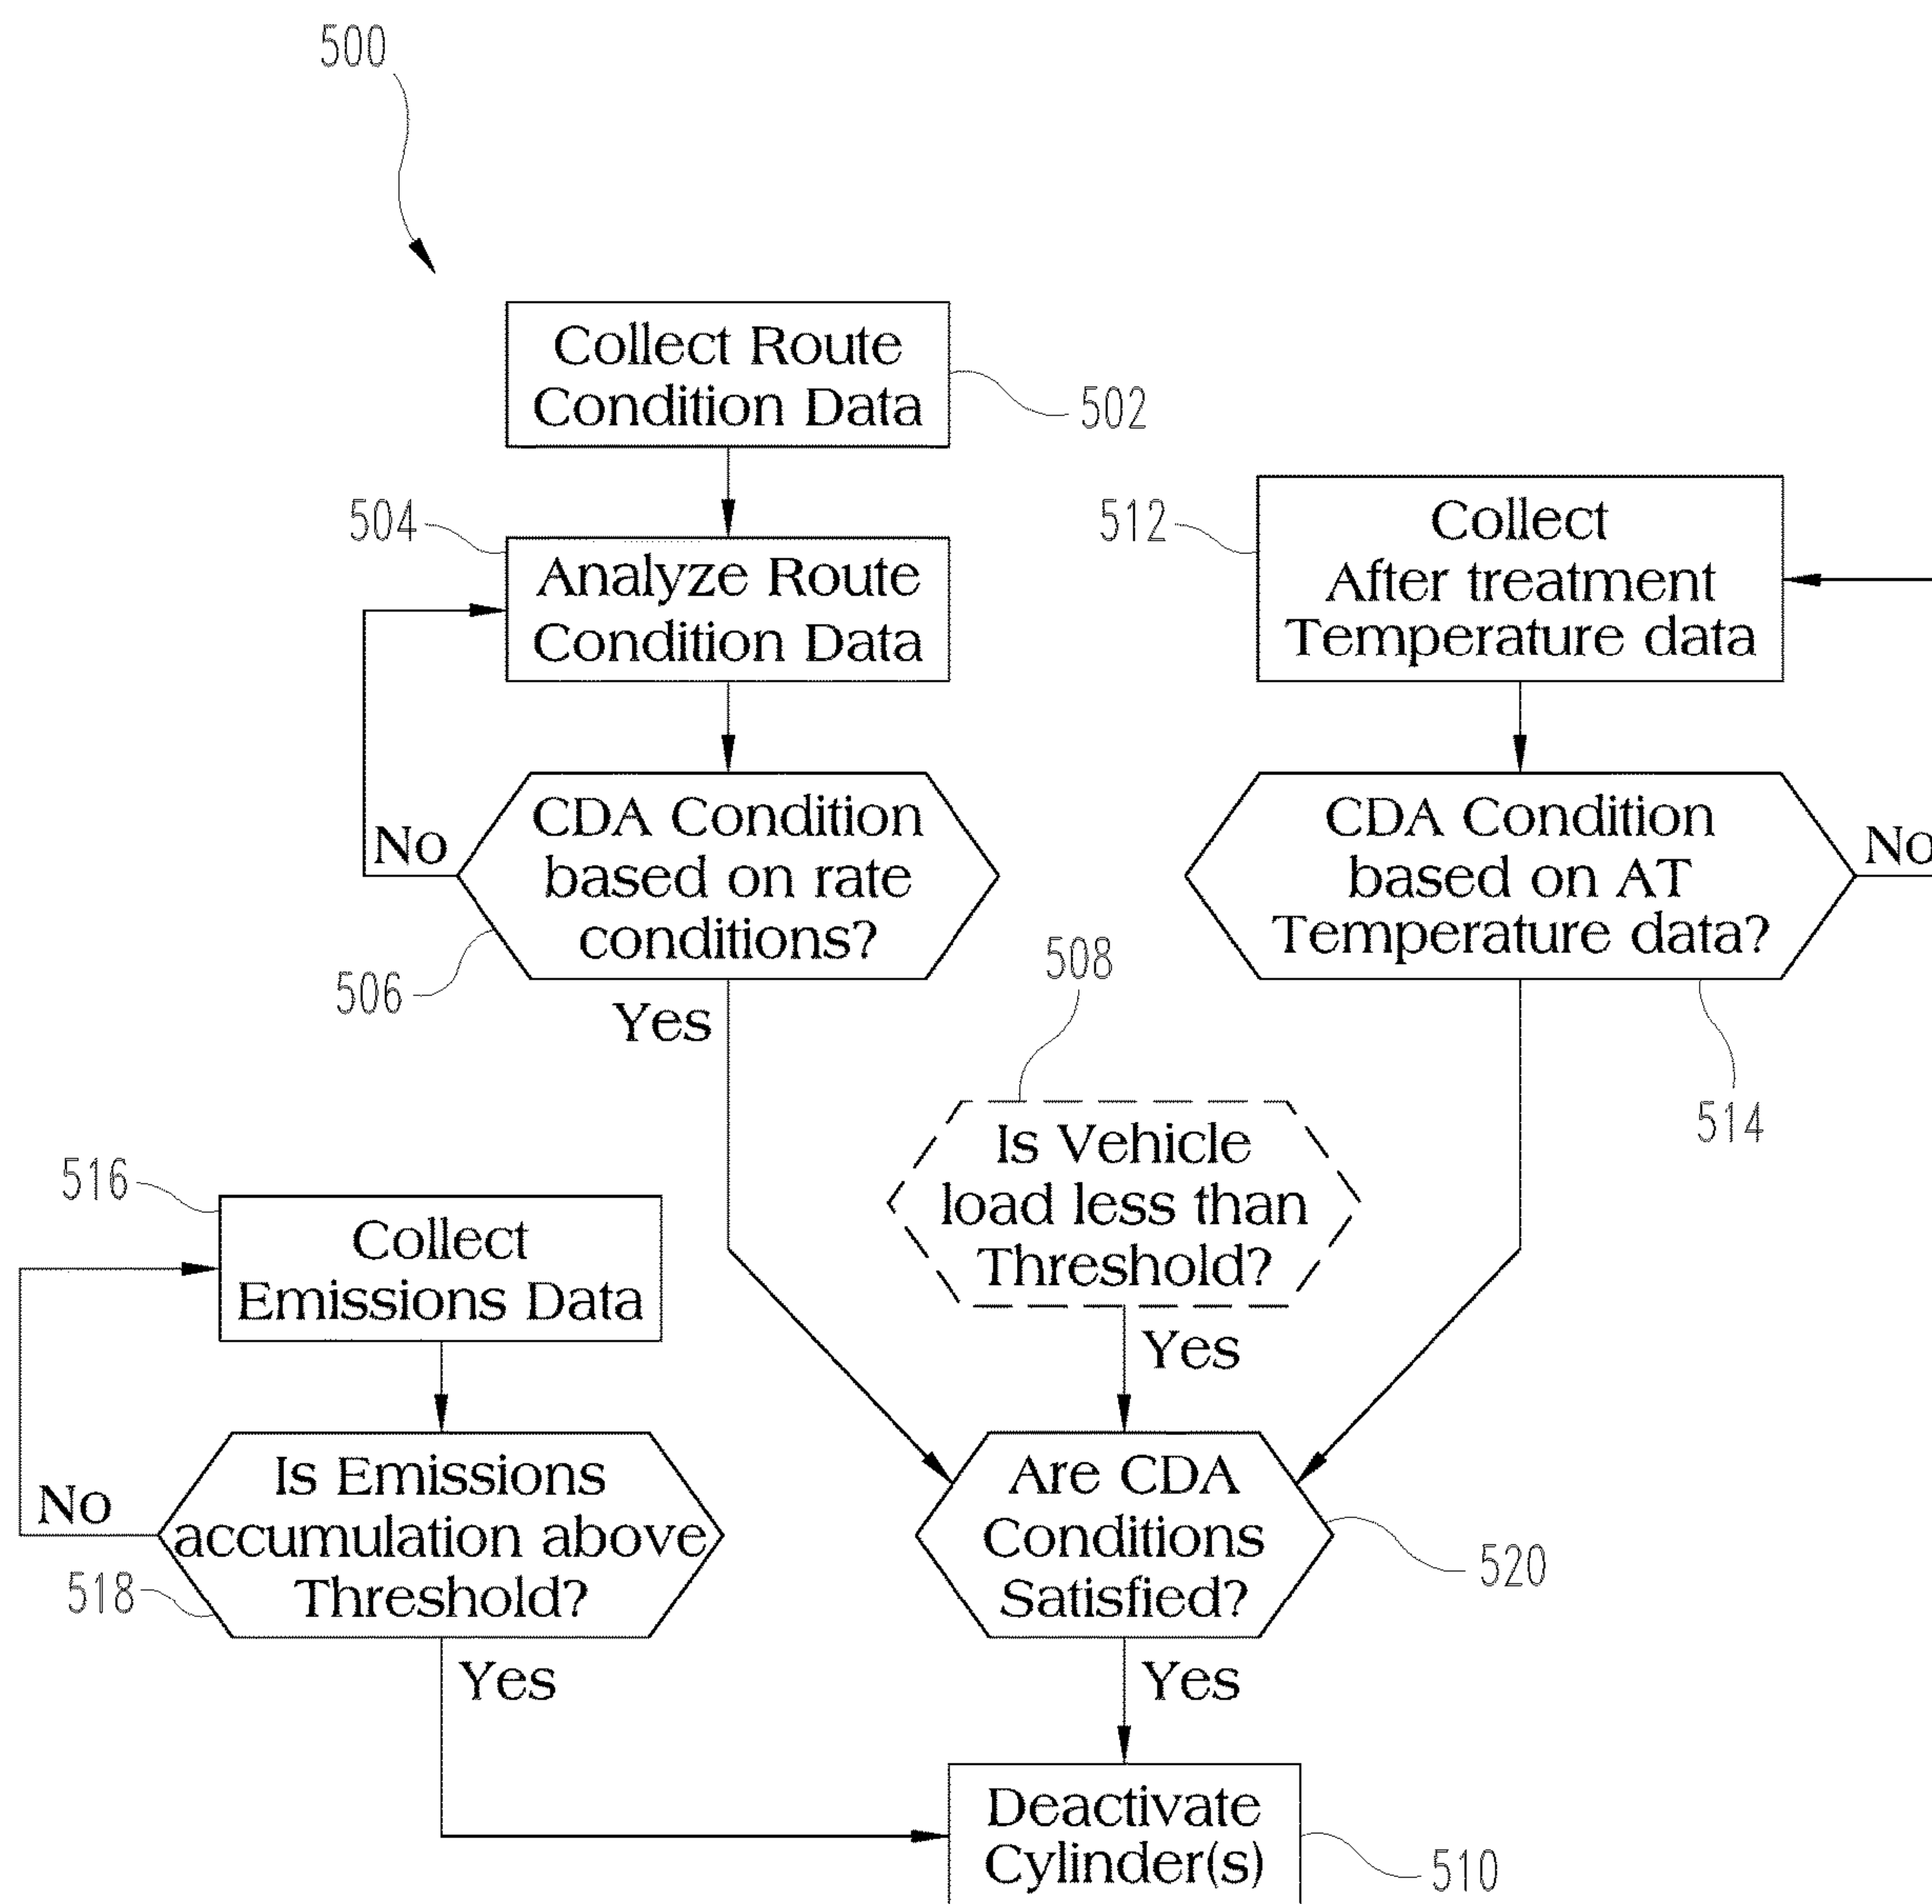 500
Collect Route
Condition Data
502
504
Analyze Route
Condition Data
512
Collect
After treatment
Temperature data
CDA Condition
based on rate
conditions?
No
506
Yes
CDA Condition
based on AT
Temperature data?
No
514
508
Is Vehicle
load less than
Threshold?
Yes
516
Collect
Emissions Data
Is Emissions
accumulation above
Threshold?
No
518
Yes
Are CDA
Conditions
Satisfied?
520
Yes
Deactivate
Cylinder(s)
510